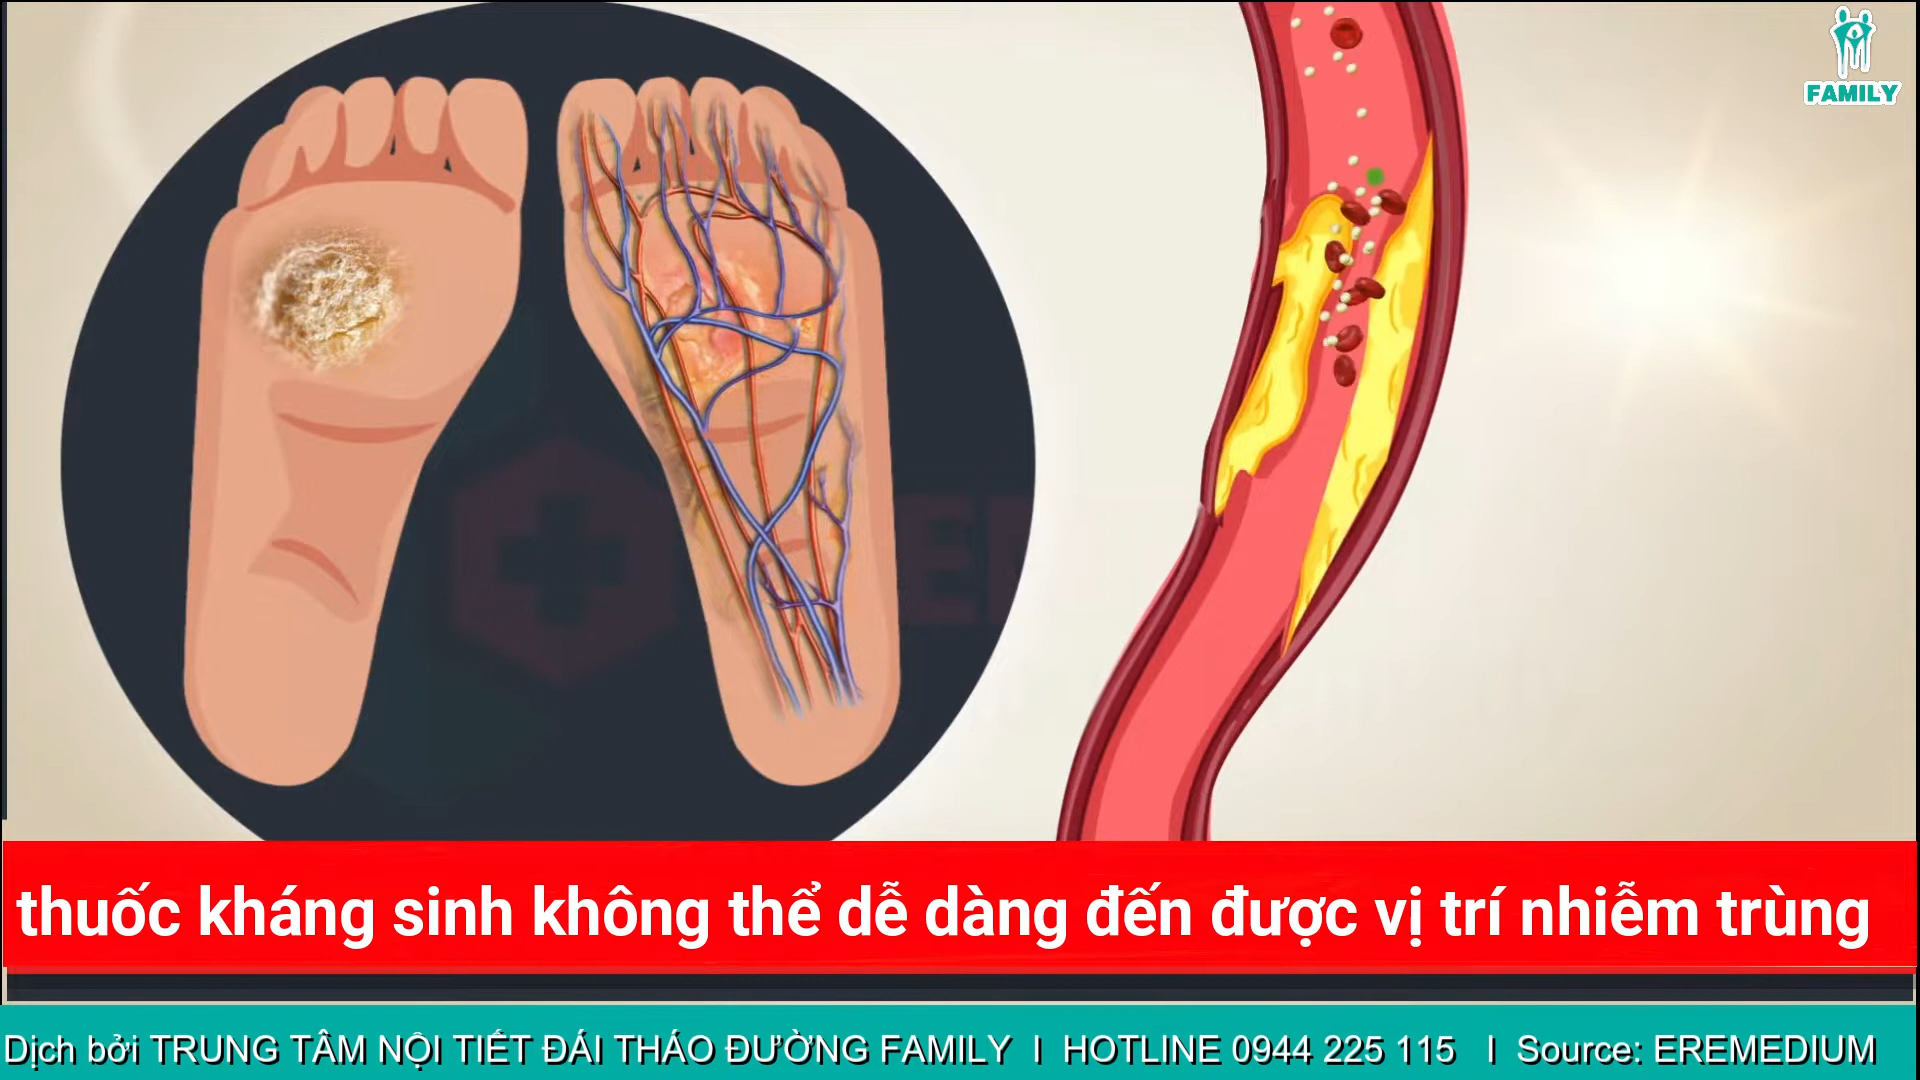 FAMILY
thuốc kháng sinh không thể dễ dàng đến được vị trí nhiễm trùng
Dịch bởi TRUNG TÂM NỘI TIẾT ĐÁI THÁO ĐƯỜNG FAMILY I HOTLINE 0944 225 115 I Source: EREMEDIUM